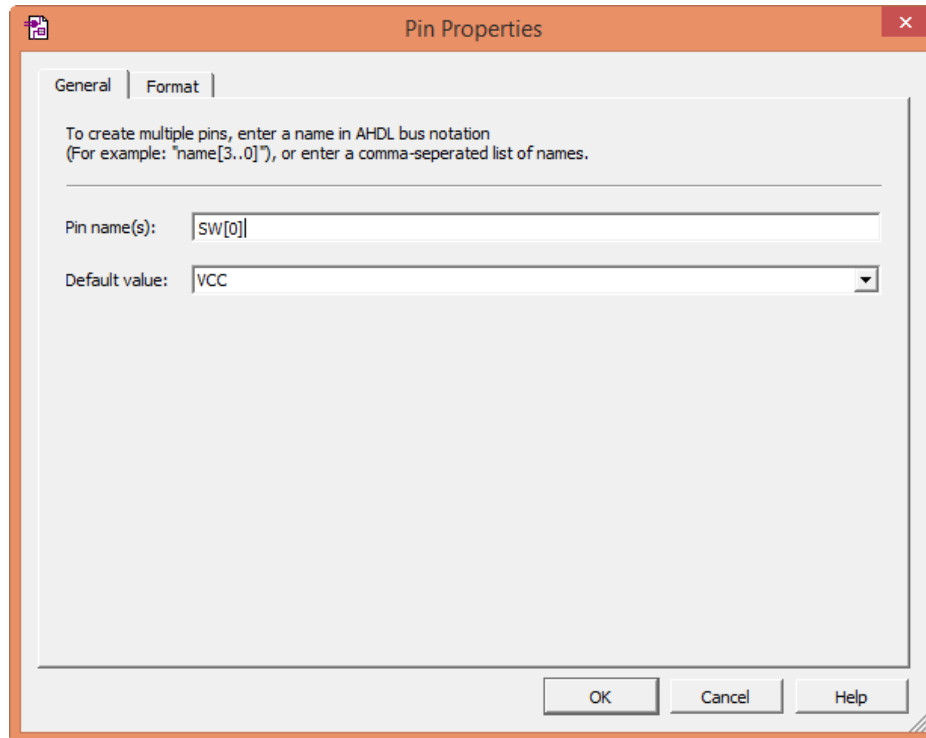 Pin Properties
General
Format
To create multiple pins, enter a name in AHDL bus notation
(For example: "name[3..0]"), or enter a comma-seperated list of names.
Pin name(s): SW[0]
Default value: VCC
OK
Cancel
Help